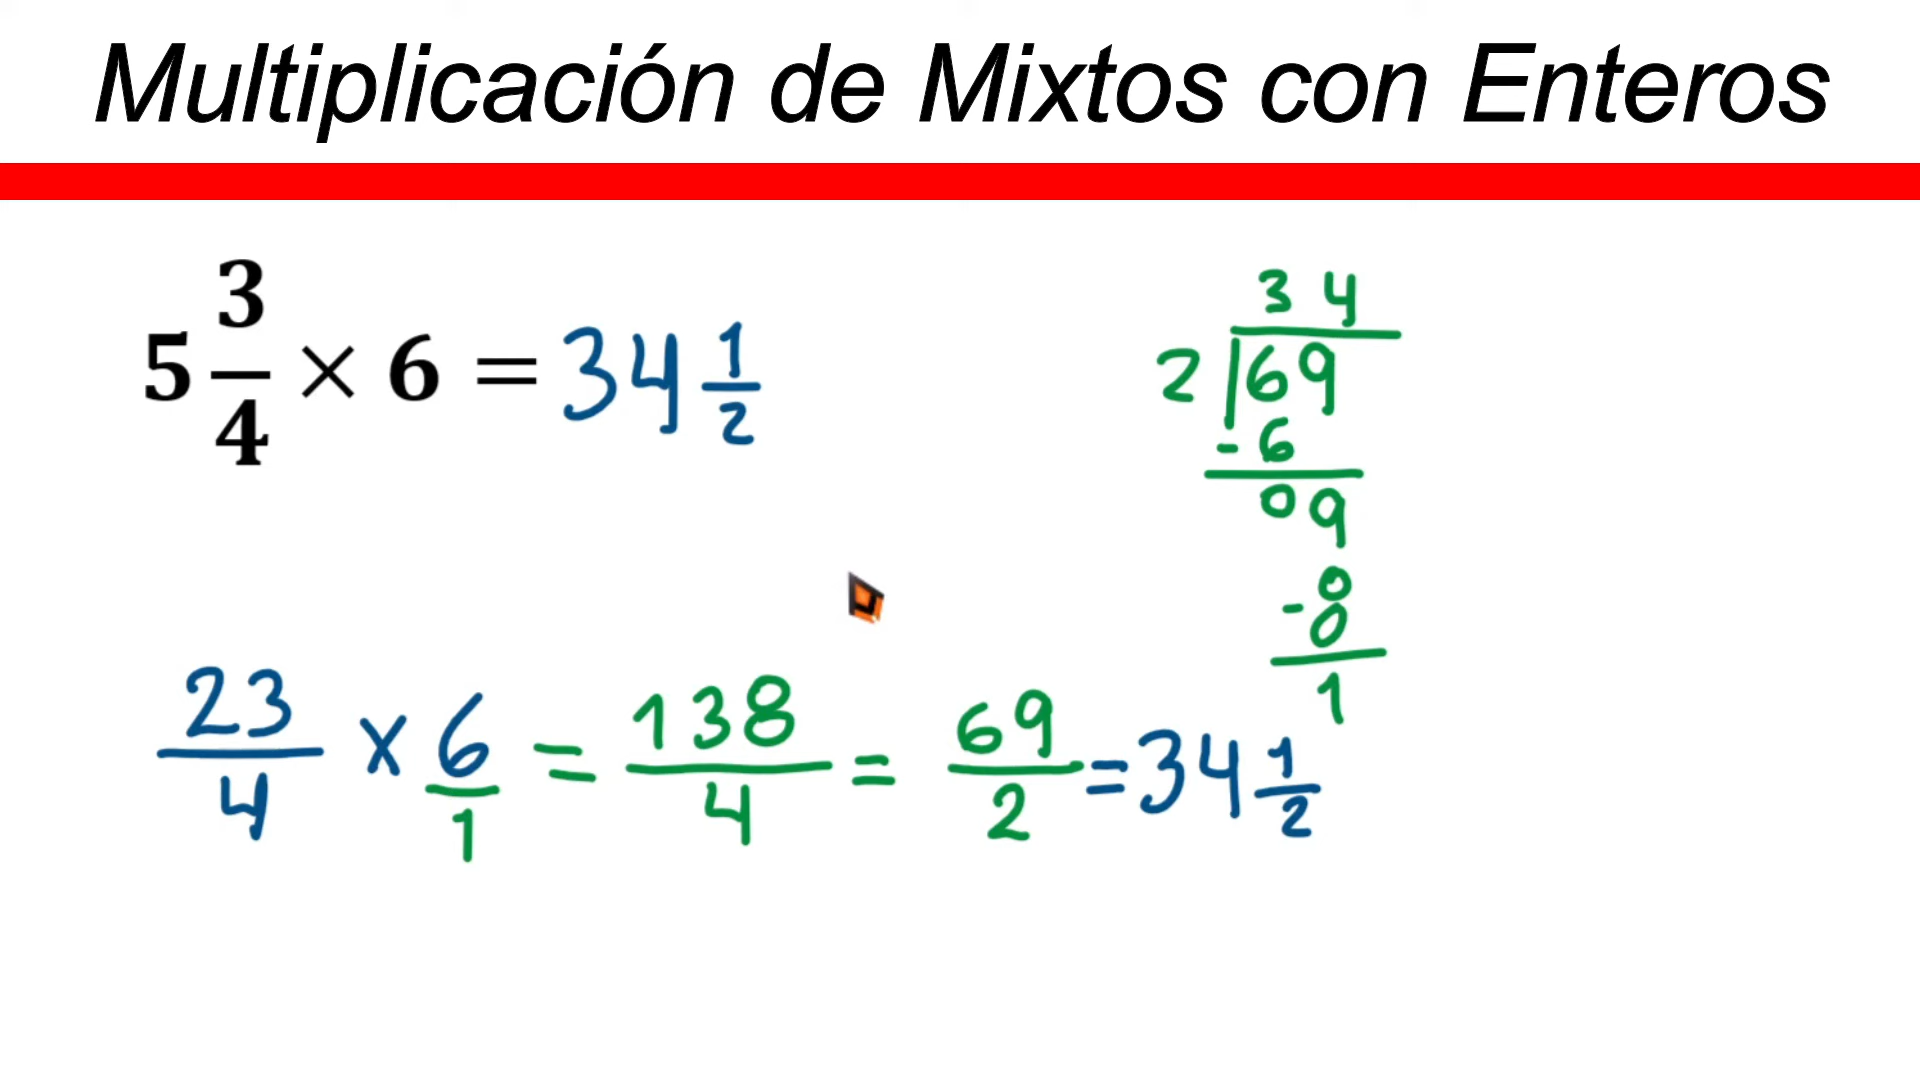 Multiplicación de Mixtos con Enteros
5 3/4 × 6 = 34 1/2
34
2 69
- 6
09
- 8
1
23/4 x 6/1 = 138/4 = 69/2 = 34 1/2